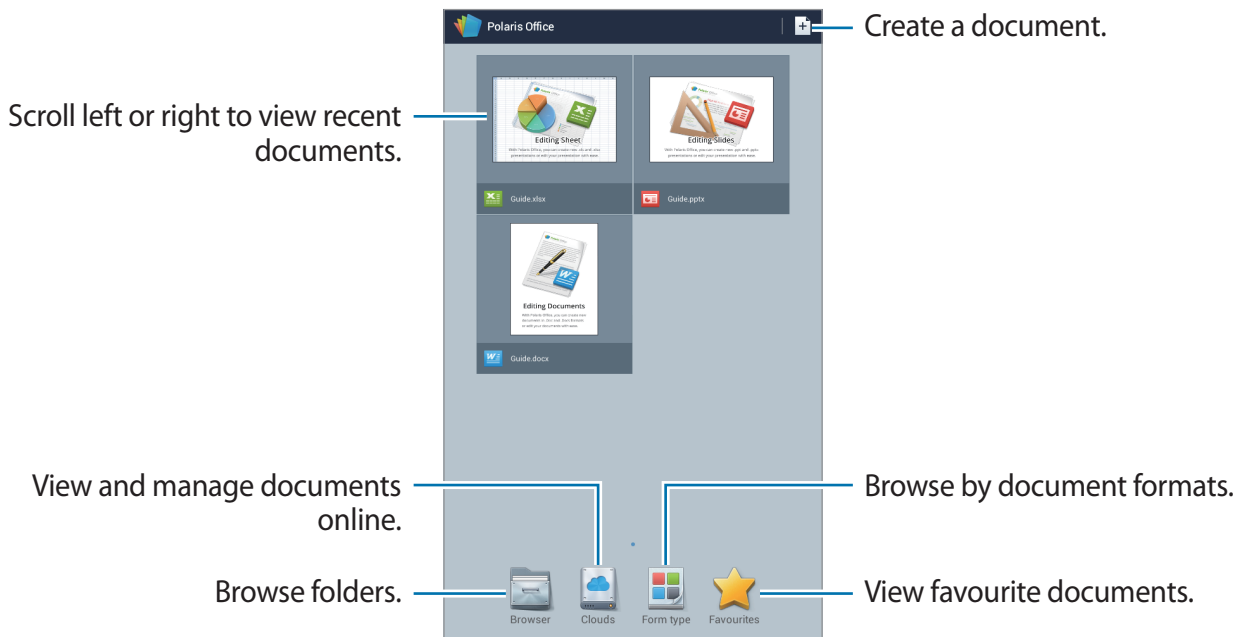 Polaris Office
Create a document.
Scroll left or right to view recent
documents.
Editing Sheet
Editing Slides
Guide.xlsx
Guide.pptx
Editing Documents
Guide.docx
View and manage documents
online.
Browse by document formats.
Browse folders.
View favourite documents.
Browser
Clouds
Form type
Favourites